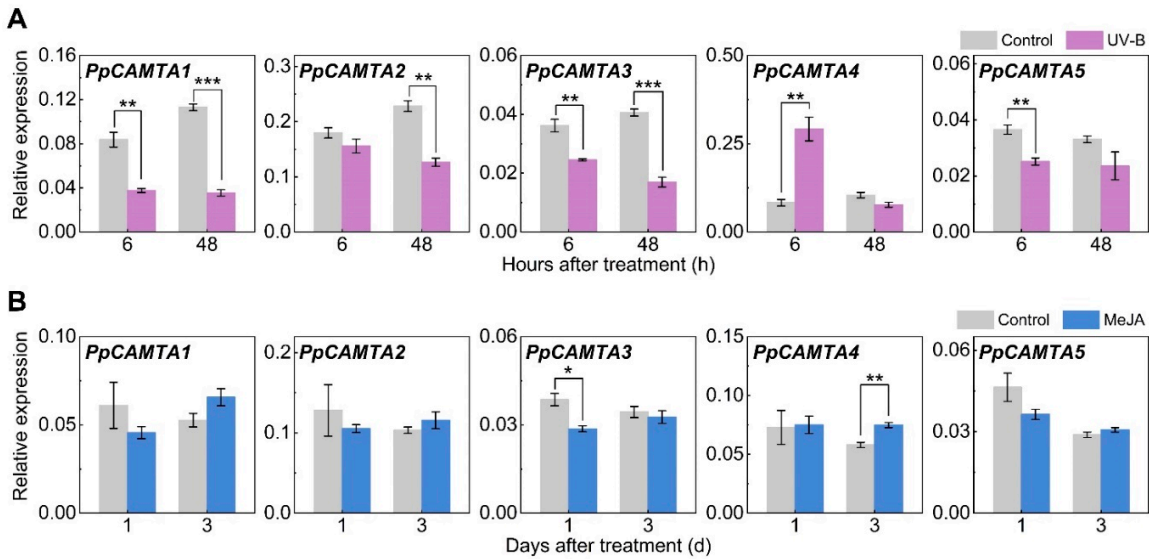 A
Control UV-B
Relative expression
PpCAMTA1
0.16
0.12
0.08
0.04
0.00
** ***
6 48
PpCAMTA2
0.3
0.2
0.1
0.0
**
6 48
PpCAMTA3
0.06
0.04
0.02
0.00
** ***
6 48
PpCAMTA4
0.50
0.25
0.00
**
6 48
PpCAMTA5
0.06
0.04
0.02
0.00
**
6 48
Hours after treatment (h)
B
Control MeJA
Relative expression
PpCAMTA1
0.10
0.05
0.00
1 3
PpCAMTA2
0.2
0.1
0.0
1 3
PpCAMTA3
0.06
0.03
0.00
*
1 3
PpCAMTA4
0.15
0.10
0.05
0.00
**
1 3
PpCAMTA5
0.06
0.03
0.00
1 3
Days after treatment (d)